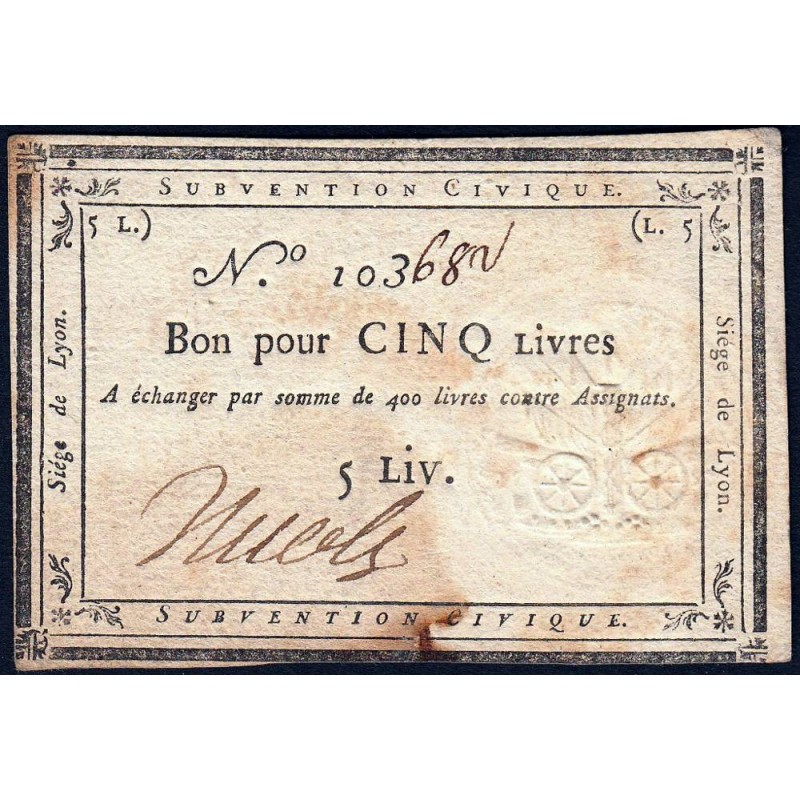 SUBVENTION CIVIQUE.
5 L.) (L. 5
N.º 103682
Bon pour CINQ LIVRES
A échanger par somme de 400 livres contre Assignats.
5 LIV.
SUBVENTION CIVIQUE.
Siége de Lyon.
Siége de Lyon.